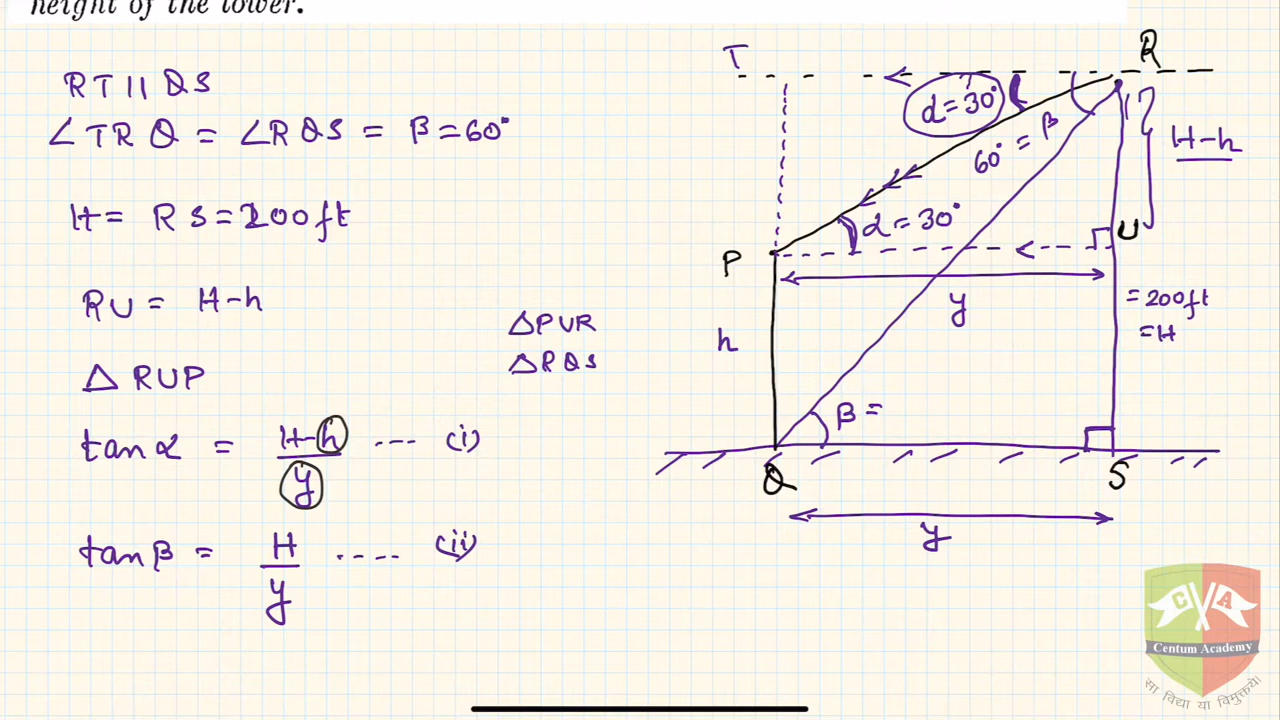 height of the tower.
RT || QS
∠TRQ = ∠RQS = β = 60°
H = RS = 200ft
RU = H-h
△ RUP
tan α = H-h / y ---- (i)
tan β = H / y ---- (ii)
△PUR
△RQS
T
R
α = 30°
60° = β
H-h
α = 30°
P
U
y
= 200ft
= H
h
β =
Q
S
y
C A
Centum Academy
सा विद्या या विमुक्तये।